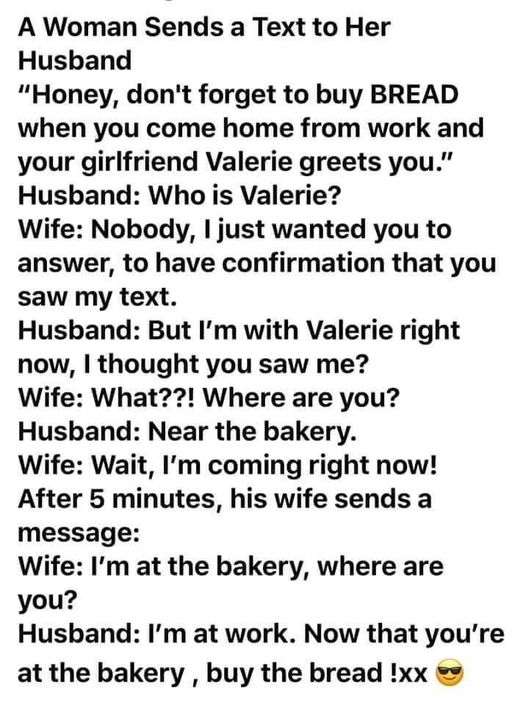 A Woman Sends a Text to Her
Husband
"Honey, don't forget to buy BREAD
when you come home from work and
your girlfriend Valerie greets you."
Husband: Who is Valerie?
Wife: Nobody, I just wanted you to
answer, to have confirmation that you
saw my text.
Husband: But I’m with Valerie right
now, I thought you saw me?
Wife: What??! Where are you?
Husband: Near the bakery.
Wife: Wait, I’m coming right now!
After 5 minutes, his wife sends a
message:
Wife: I’m at the bakery, where are
you?
Husband: I’m at work. Now that you’re
at the bakery , buy the bread !xx 😎